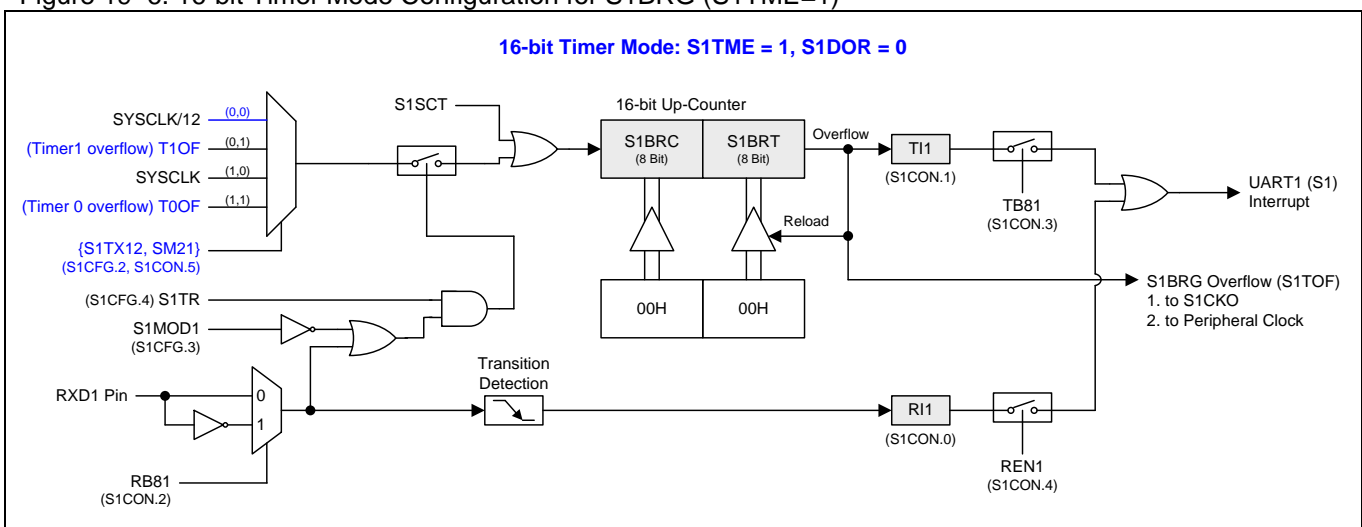 Figure 19–3. 16-bit Timer Mode Configuration for S1BRG (S1TME=1)
16-bit Timer Mode: S1TME = 1, S1DOR = 0
SYSCLK/12 (0,0)
(Timer1 overflow) T1OF (0,1)
SYSCLK (1,0)
(Timer 0 overflow) T0OF (1,1)
{S1TX12, SM21}
(S1CFG.2, S1CON.5)
S1SCT
16-bit Up-Counter
S1BRC
(8 Bit)
S1BRT
(8 Bit)
Overflow
TI1
(S1CON.1)
TB81
(S1CON.3)
UART1 (S1)
Interrupt
Reload
00H
00H
S1BRG Overflow (S1TOF)
1. to S1CKO
2. to Peripheral Clock
(S1CFG.4) S1TR
S1MOD1
(S1CFG.3)
RXD1 Pin
0
1
RB81
(S1CON.2)
Transition
Detection
RI1
(S1CON.0)
REN1
(S1CON.4)